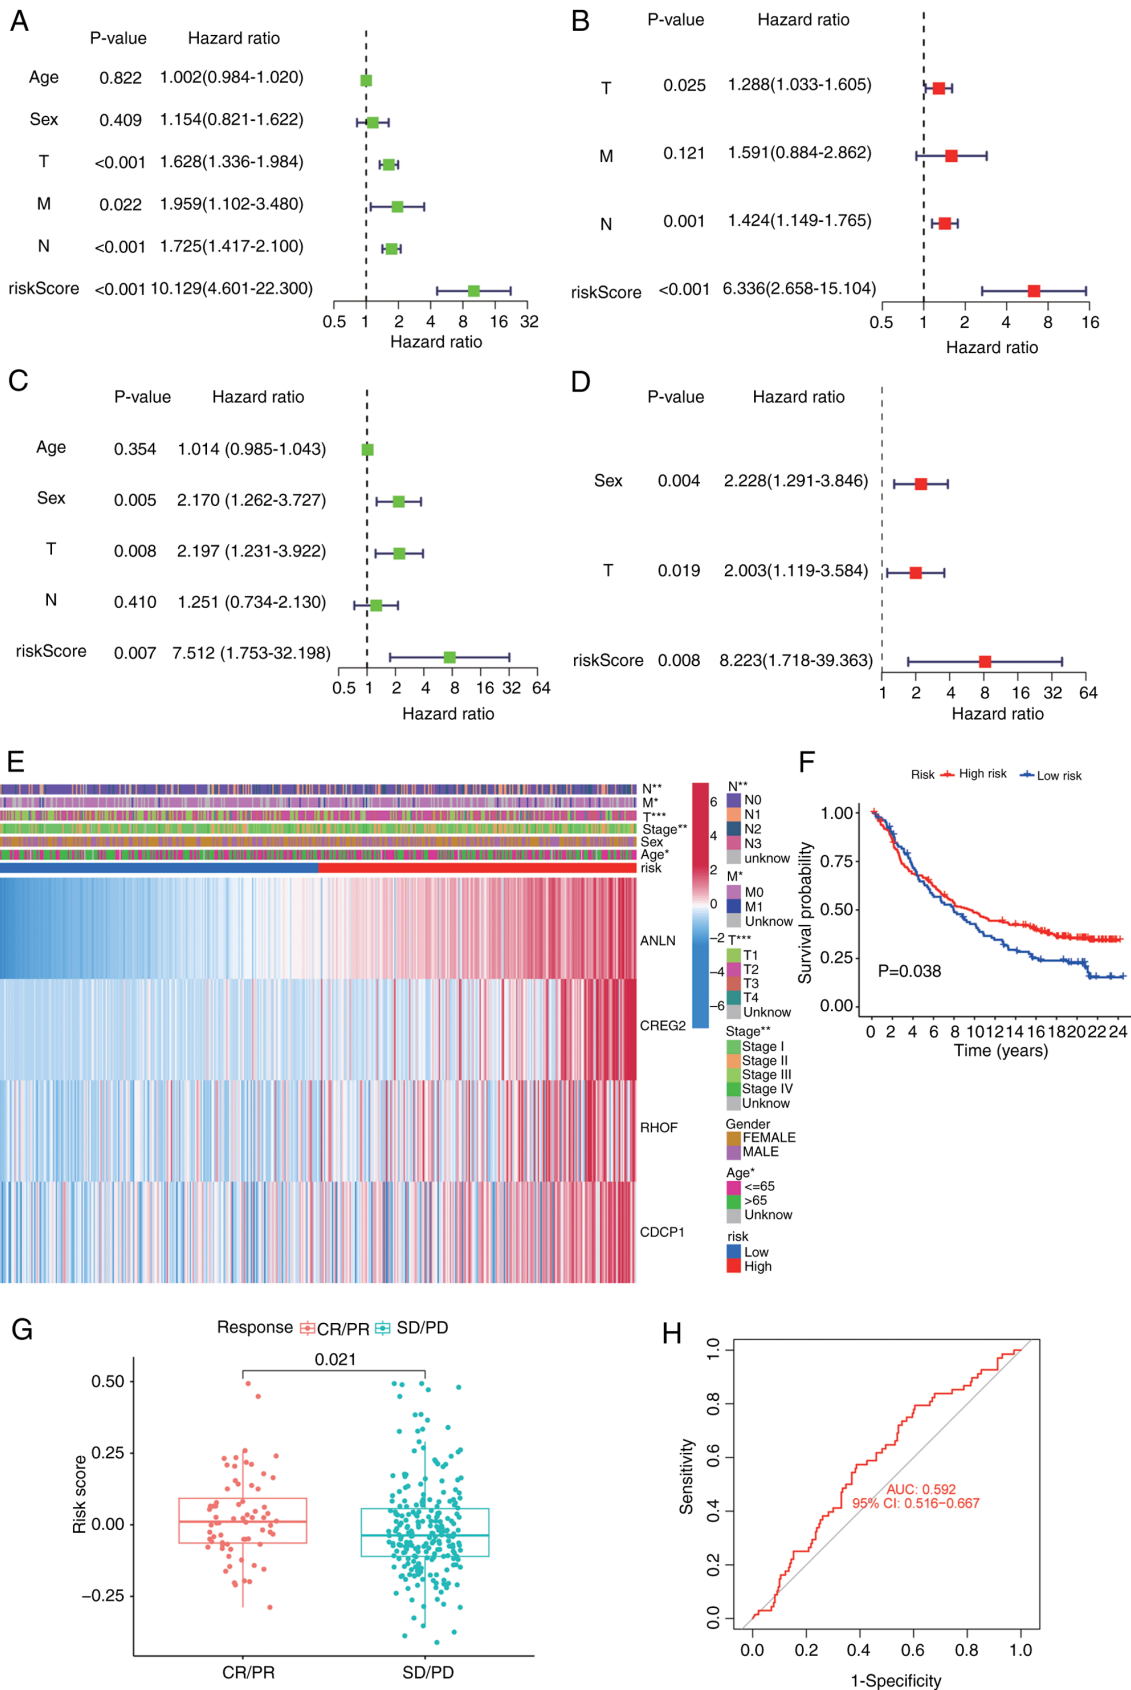 A
P-value Hazard ratio
Age 0.822 1.002(0.984-1.020)
Sex 0.409 1.154(0.821-1.622)
T <0.001 1.628(1.336-1.984)
M 0.022 1.959(1.102-3.480)
N <0.001 1.725(1.417-2.100)
riskScore <0.001 10.129(4.601-22.300)
0.5 1 2 4 8 16 32
Hazard ratio
B
P-value Hazard ratio
T 0.025 1.288(1.033-1.605)
M 0.121 1.591(0.884-2.862)
N 0.001 1.424(1.149-1.765)
riskScore <0.001 6.336(2.658-15.104)
0.5 1 2 4 8 16
Hazard ratio
C
P-value Hazard ratio
Age 0.354 1.014 (0.985-1.043)
Sex 0.005 2.170 (1.262-3.727)
T 0.008 2.197 (1.231-3.922)
N 0.410 1.251 (0.734-2.130)
riskScore 0.007 7.512 (1.753-32.198)
0.5 1 2 4 8 16 32 64
Hazard ratio
D
P-value Hazard ratio
Sex 0.004 2.228(1.291-3.846)
T 0.019 2.003(1.119-3.584)
riskScore 0.008 8.223(1.718-39.363)
1 2 4 8 16 32 64
Hazard ratio
E
N**
M*
T***
Stage**
Sex
Age*
risk
ANLN
CREG2
RHOF
CDCP1
6
4
2
0
−2
−4
−6
N**
N0
N1
N2
N3
unknow
M*
M0
M1
Unknow
T***
T1
T2
T3
T4
Unknow
Stage**
Stage I
Stage II
Stage III
Stage IV
Unknow
Gender
FEMALE
MALE
Age*
<=65
>65
Unknow
risk
Low
High
F
Risk High risk Low risk
Survival probability
1.00
0.75
0.50
0.25
0.00
P=0.038
0 2 4 6 8 10 12 14 16 18 20 22 24
Time (years)
G
Response CR/PR SD/PD
0.021
Risk score
0.50
0.25
0.00
−0.25
CR/PR SD/PD
H
Sensitivity
1.0
0.8
0.6
0.4
0.2
0.0
AUC: 0.592
95% CI: 0.516−0.667
0.0 0.2 0.4 0.6 0.8 1.0
1-Specificity